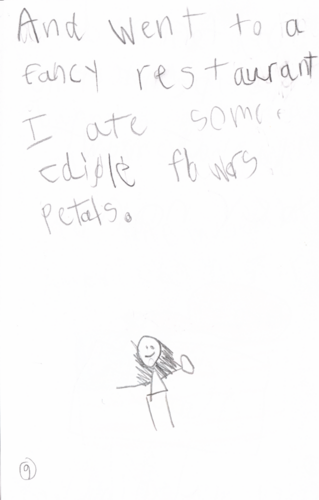 And went to a
fancy restaurant
I ate some
edible flowers
petals.
9